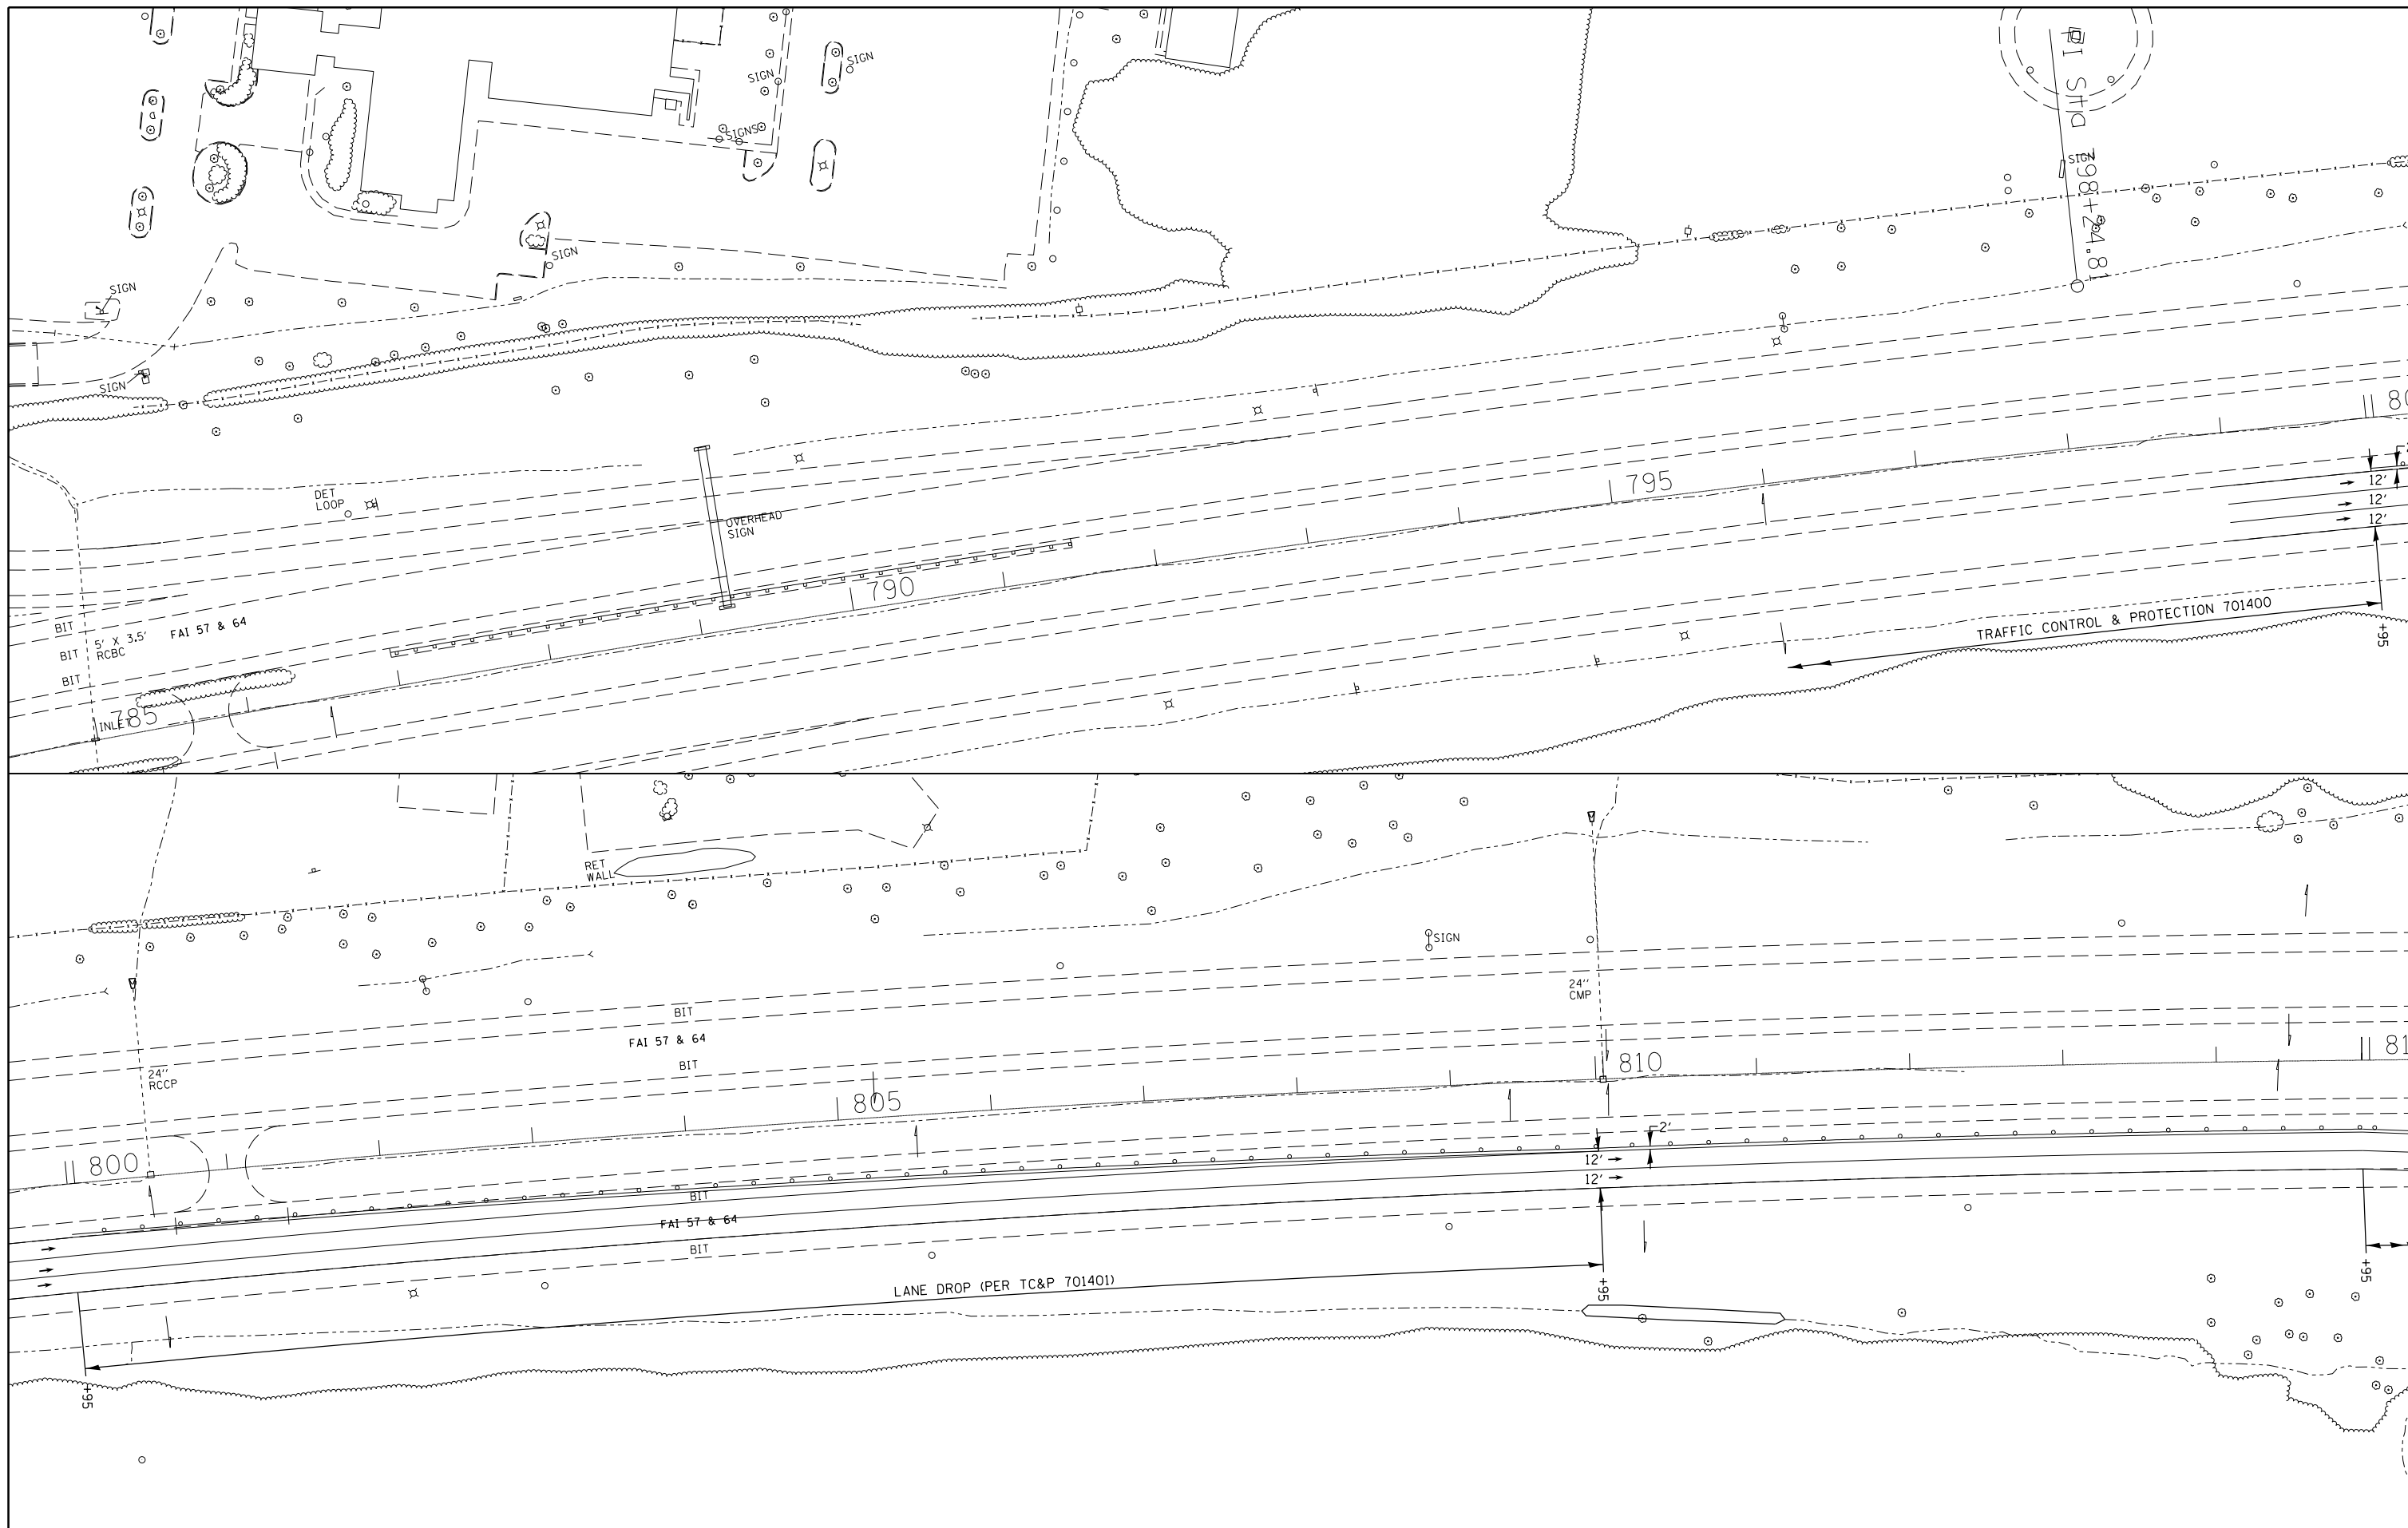 SIGN
SIGN
SIGNS
SIGN
SIGN
SIGN
SIGN
PI STA 798+24.81
DET
LOOP
OVERHEAD
SIGN
795
12'
12'
12'
790
BIT
5' X 3.5'
RCBC
FAI 57 & 64
BIT
BIT
TRAFFIC CONTROL & PROTECTION 701400
+95
785
INLET
RET
WALL
SIGN
24''
CMP
BIT
FAI 57 & 64
BIT
24''
RCCP
810
805
800
2'
12'
12'
BIT
FAI 57 & 64
BIT
LANE DROP (PER TC&P 701401)
+95
+95
+95